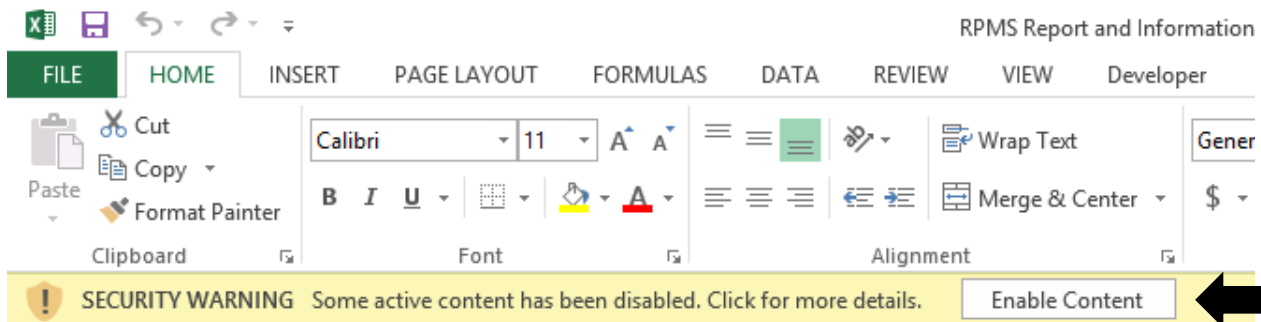 RPMS Report and Information
FILE HOME INSERT PAGE LAYOUT FORMULAS DATA REVIEW VIEW Developer
Cut
Calibri 11 A A Wrap Text Gener
Copy
Paste
B I U A Merge & Center $
Format Painter
Clipboard Font Alignment
! SECURITY WARNING Some active content has been disabled. Click for more details. Enable Content